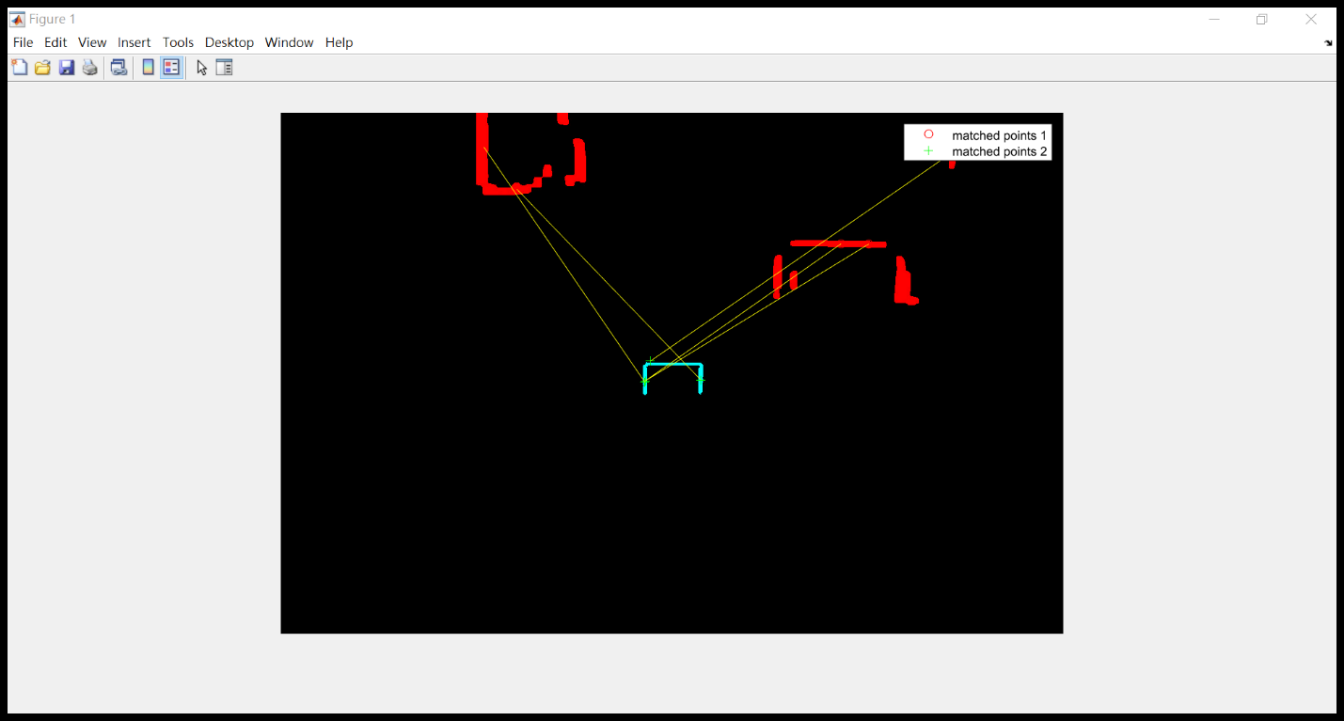 Figure 1
File Edit View Insert Tools Desktop Window Help
matched points 1
matched points 2